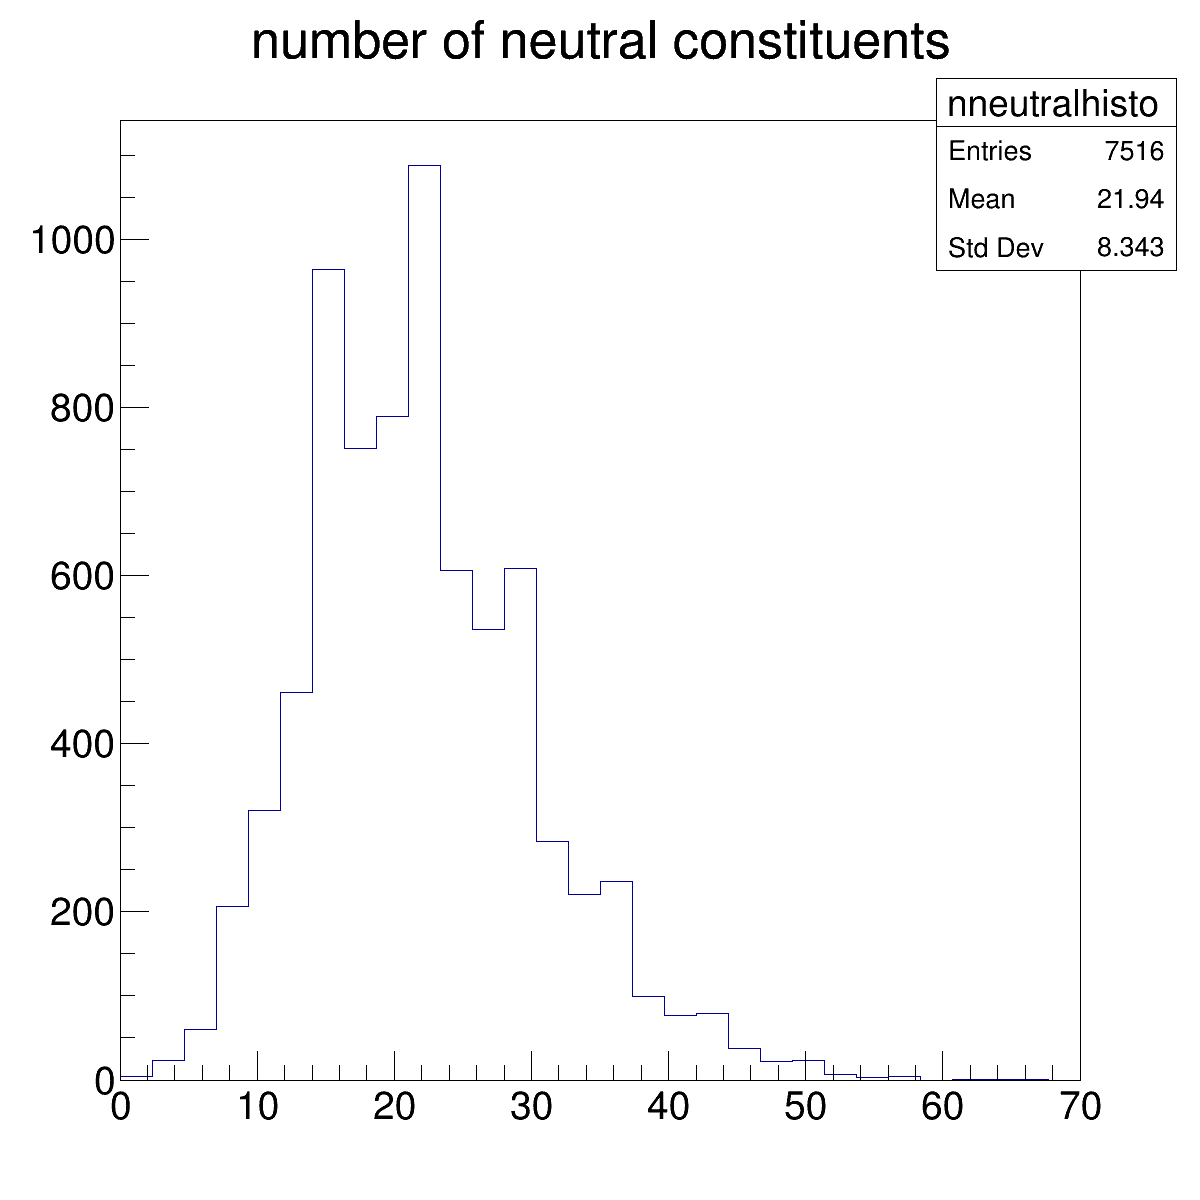 number of neutral constituents
nneutralhisto
Entries 7516
Mean 21.94
Std Dev 8.343
1000
800
600
400
200
0
0 10 20 30 40 50 60 70